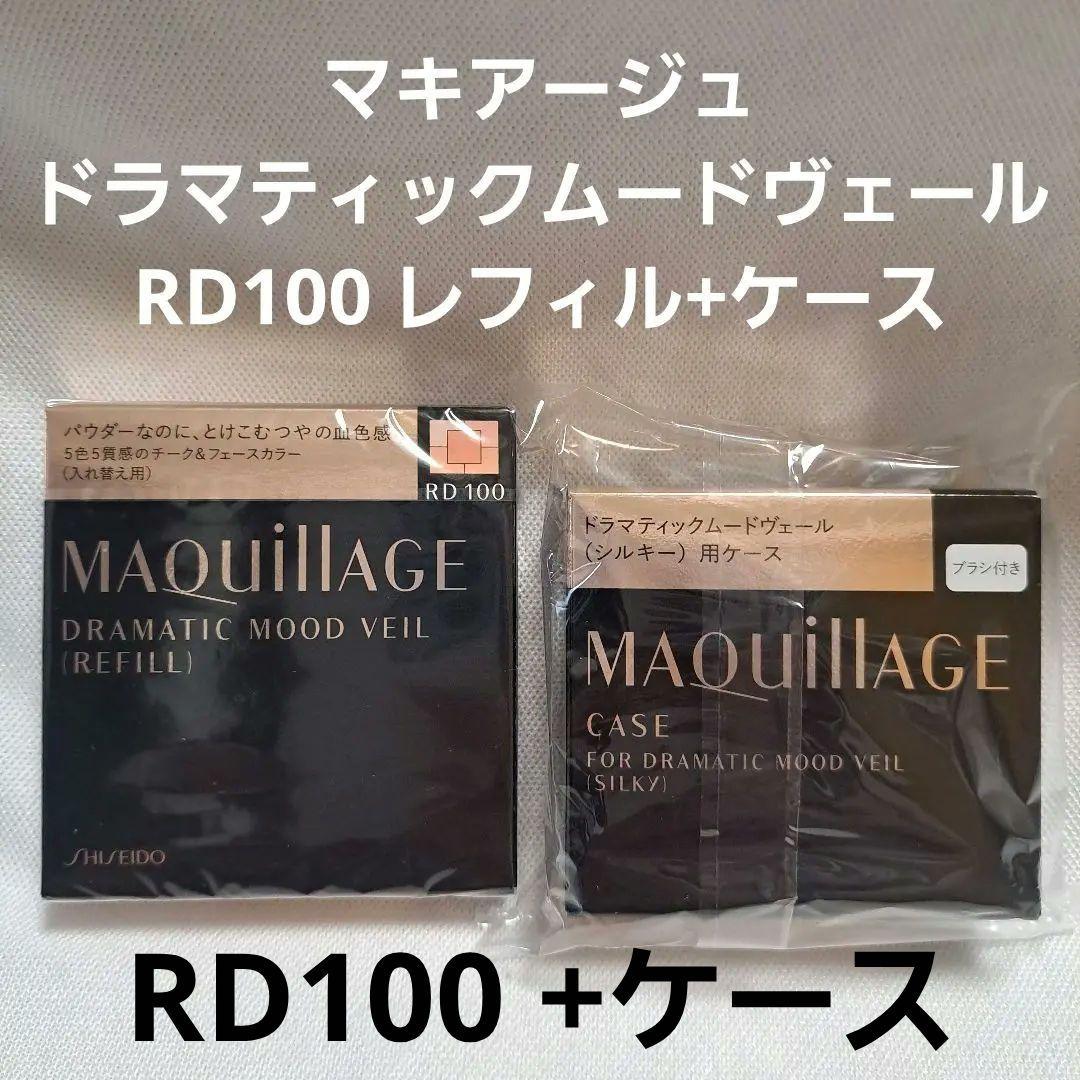 マキアージュ
ドラマティックムードヴェール
RD100 レフィル+ケース
パウダーなのに、とけこむつやの血色感
5色5質感のチーク&フェースカラー
(入れ替え用)
RD 100
MAQuillAGE
DRAMATIC MOOD VEIL
(REFILL)
SHISEIDO
ドラマティックムードヴェール
(シルキー) 用ケース
ブラシ付き
MAQuillAGE
CASE
FOR DRAMATIC MOOD VEIL
(SILKY)
RD100 +ケース